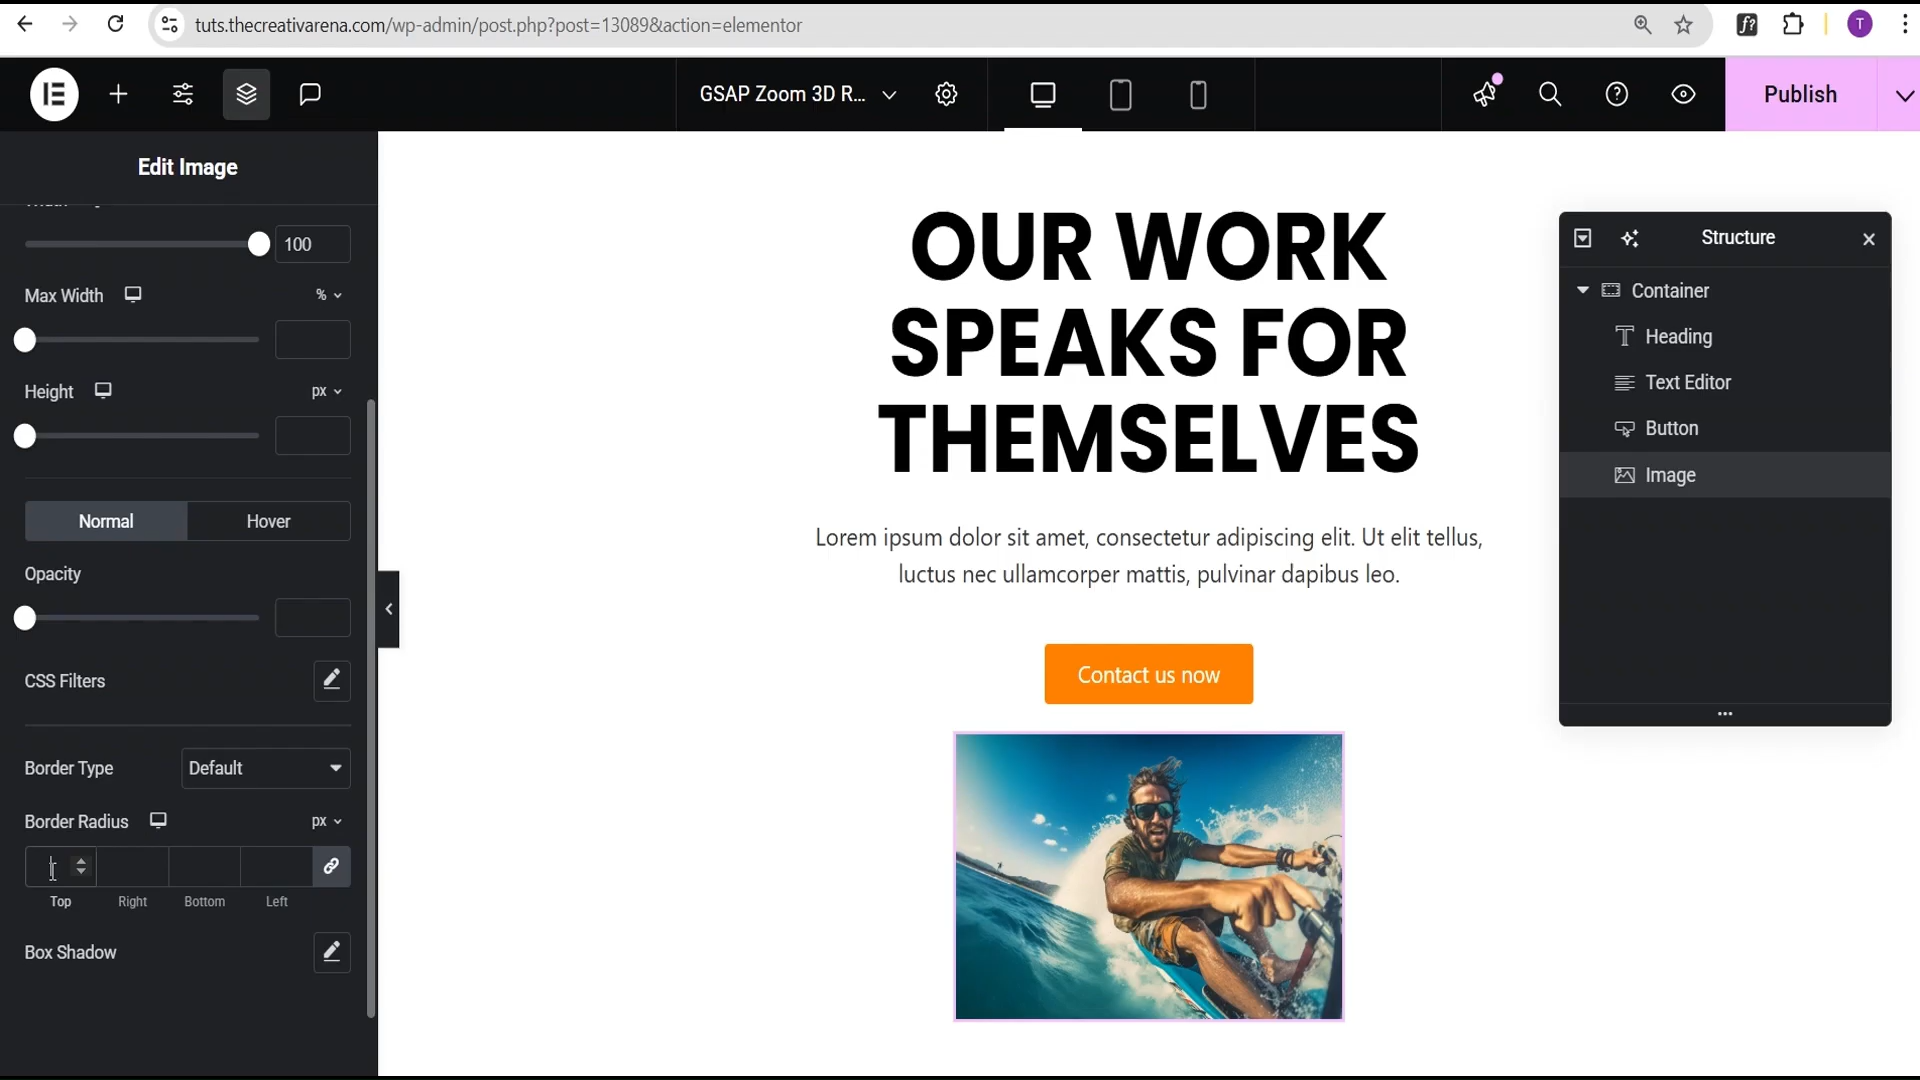 tuts.thecreativarena.com/wp-admin/post.php?post=13089&action=elementor
T
GSAP Zoom 3D R...
Publish
Edit Image
100
Max Width
%
Height
px
Normal
Hover
Opacity
CSS Filters
Border Type
Default
Border Radius
px
Top
Right
Bottom
Left
Box Shadow
OUR WORK
SPEAKS FOR
THEMSELVES
Lorem ipsum dolor sit amet, consectetur adipiscing elit. Ut elit tellus,
luctus nec ullamcorper mattis, pulvinar dapibus leo.
Contact us now
Structure
Container
Heading
Text Editor
Button
Image